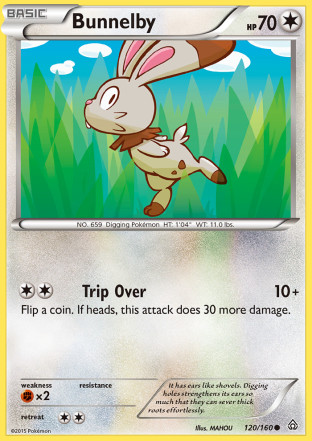 BASIC
Bunnelby
HP 70
NO. 659 Digging Pokémon HT: 1'04" WT: 11.0 lbs.
Trip Over 10+
Flip a coin. If heads, this attack does 30 more damage.
weakness resistance
×2
retreat
It has ears like shovels. Digging
holes strengthens its ears so
much that they can sever thick
roots effortlessly.
©2015 Pokémon
Illus. MAHOU 120/160